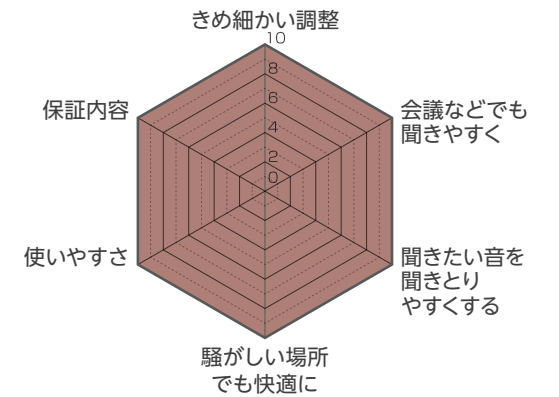 きめ細かい調整
10
8
6
4
2
0
会議などでも
聞きやすく
聞きたい音を
聞きとり
やすくする
騒がしい場所
でも快適に
使いやすさ
保証内容